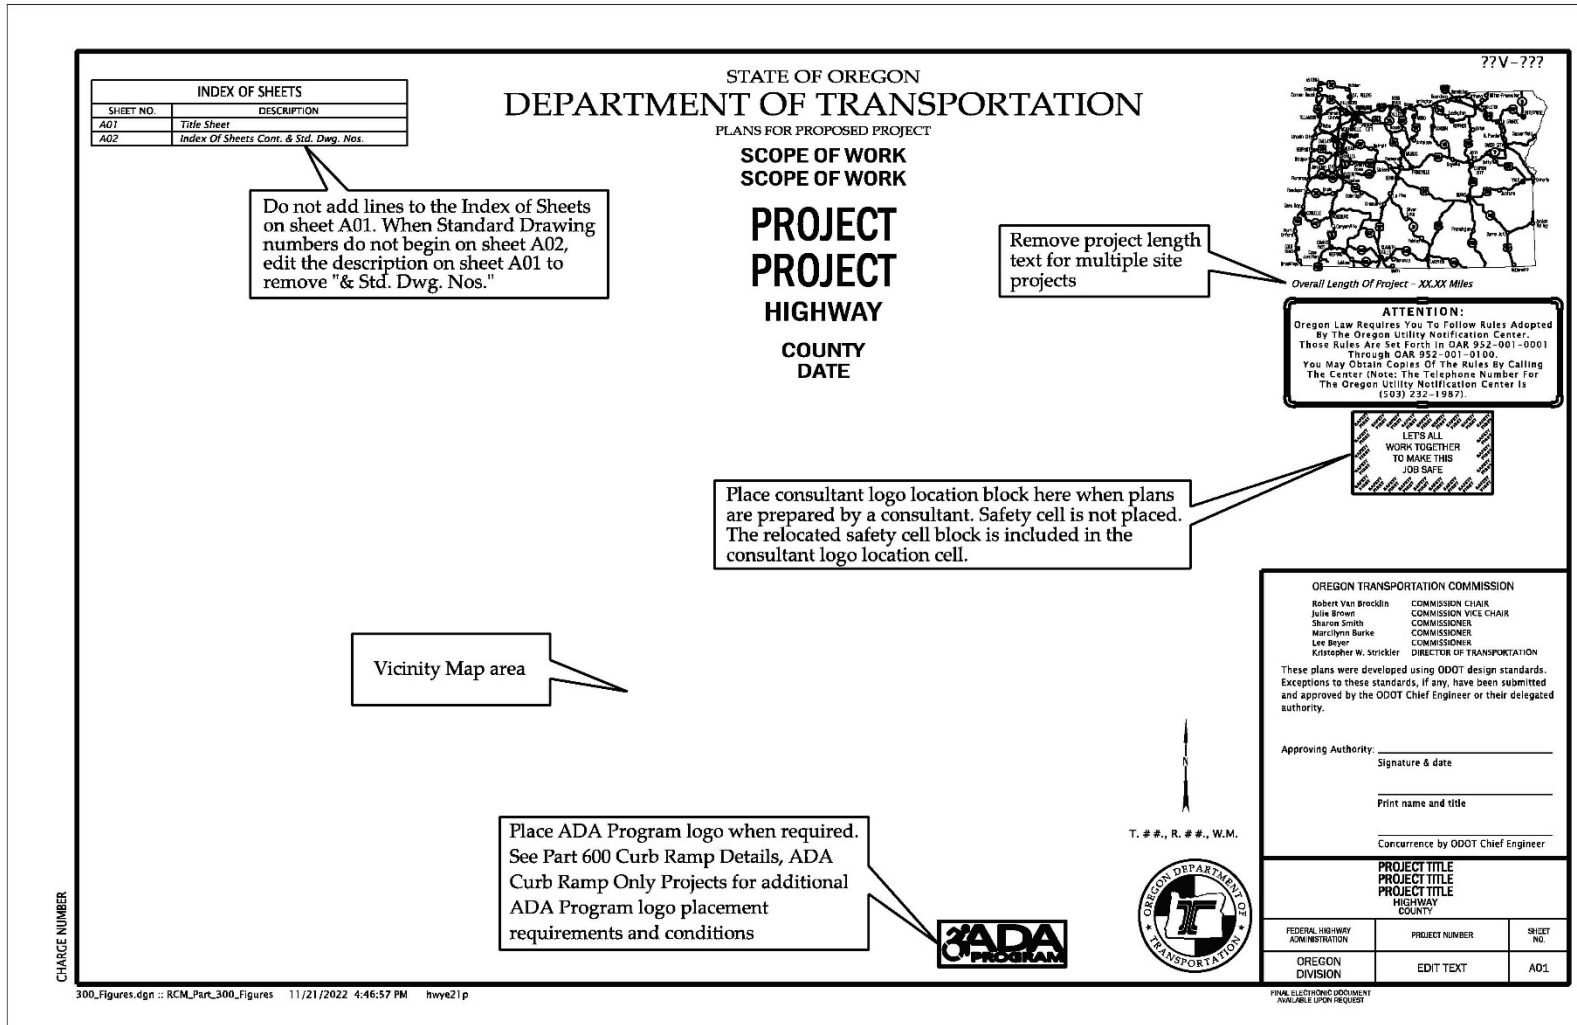 ??V-???
INDEX OF SHEETS
SHEET NO. DESCRIPTION
A01 Title Sheet
A02 Index Of Sheets Cont. & Std. Dwg. Nos.
Do not add lines to the Index of Sheets
on sheet A01. When Standard Drawing
numbers do not begin on sheet A02,
edit the description on sheet A01 to
remove "& Std. Dwg. Nos."
STATE OF OREGON
DEPARTMENT OF TRANSPORTATION
PLANS FOR PROPOSED PROJECT
SCOPE OF WORK
SCOPE OF WORK
PROJECT
PROJECT
HIGHWAY
COUNTY
DATE
Remove project length
text for multiple site
projects
Overall Length Of Project - XX.XX Miles
ATTENTION:
Oregon Law Requires You To Follow Rules Adopted
By The Oregon Utility Notification Center.
Those Rules Are Set Forth In OAR 952-001-0001
Through OAR 952-001-0100.
You May Obtain Copies Of The Rules By Calling
The Center (Note: The Telephone Number For
The Oregon Utility Notification Center Is
(503) 232-1987).
SAFETY FIRST
LET'S ALL
WORK TOGETHER
TO MAKE THIS
JOB SAFE
Place consultant logo location block here when plans
are prepared by a consultant. Safety cell is not placed.
The relocated safety cell block is included in the
consultant logo location cell.
Vicinity Map area
OREGON TRANSPORTATION COMMISSION
Robert Van Brocklin COMMISSION CHAIR
Julie Brown COMMISSION VICE CHAIR
Sharon Smith COMMISSIONER
Marcilynn Burke COMMISSIONER
Lee Beyer COMMISSIONER
Kristopher W. Strickler DIRECTOR OF TRANSPORTATION
These plans were developed using ODOT design standards.
Exceptions to these standards, if any, have been submitted
and approved by the ODOT Chief Engineer or their delegated
authority.
Approving Authority:
Signature & date
Print name and title
Concurrence by ODOT Chief Engineer
N
T. ##., R. ##., W.M.
OREGON DEPARTMENT OF
TRANSPORTATION
Place ADA Program logo when required.
See Part 600 Curb Ramp Details, ADA
Curb Ramp Only Projects for additional
ADA Program logo placement
requirements and conditions
ADA
PROGRAM
PROJECT TITLE
PROJECT TITLE
PROJECT TITLE
HIGHWAY
COUNTY
FEDERAL HIGHWAY
ADMINISTRATION
PROJECT NUMBER
SHEET
NO.
OREGON
DIVISION
EDIT TEXT
A01
CHARGE NUMBER
300_Figures.dgn :: RCM_Part_300_Figures 11/21/2022 4:46:57 PM hwye21p
FINAL ELECTRONIC DOCUMENT
AVAILABLE UPON REQUEST